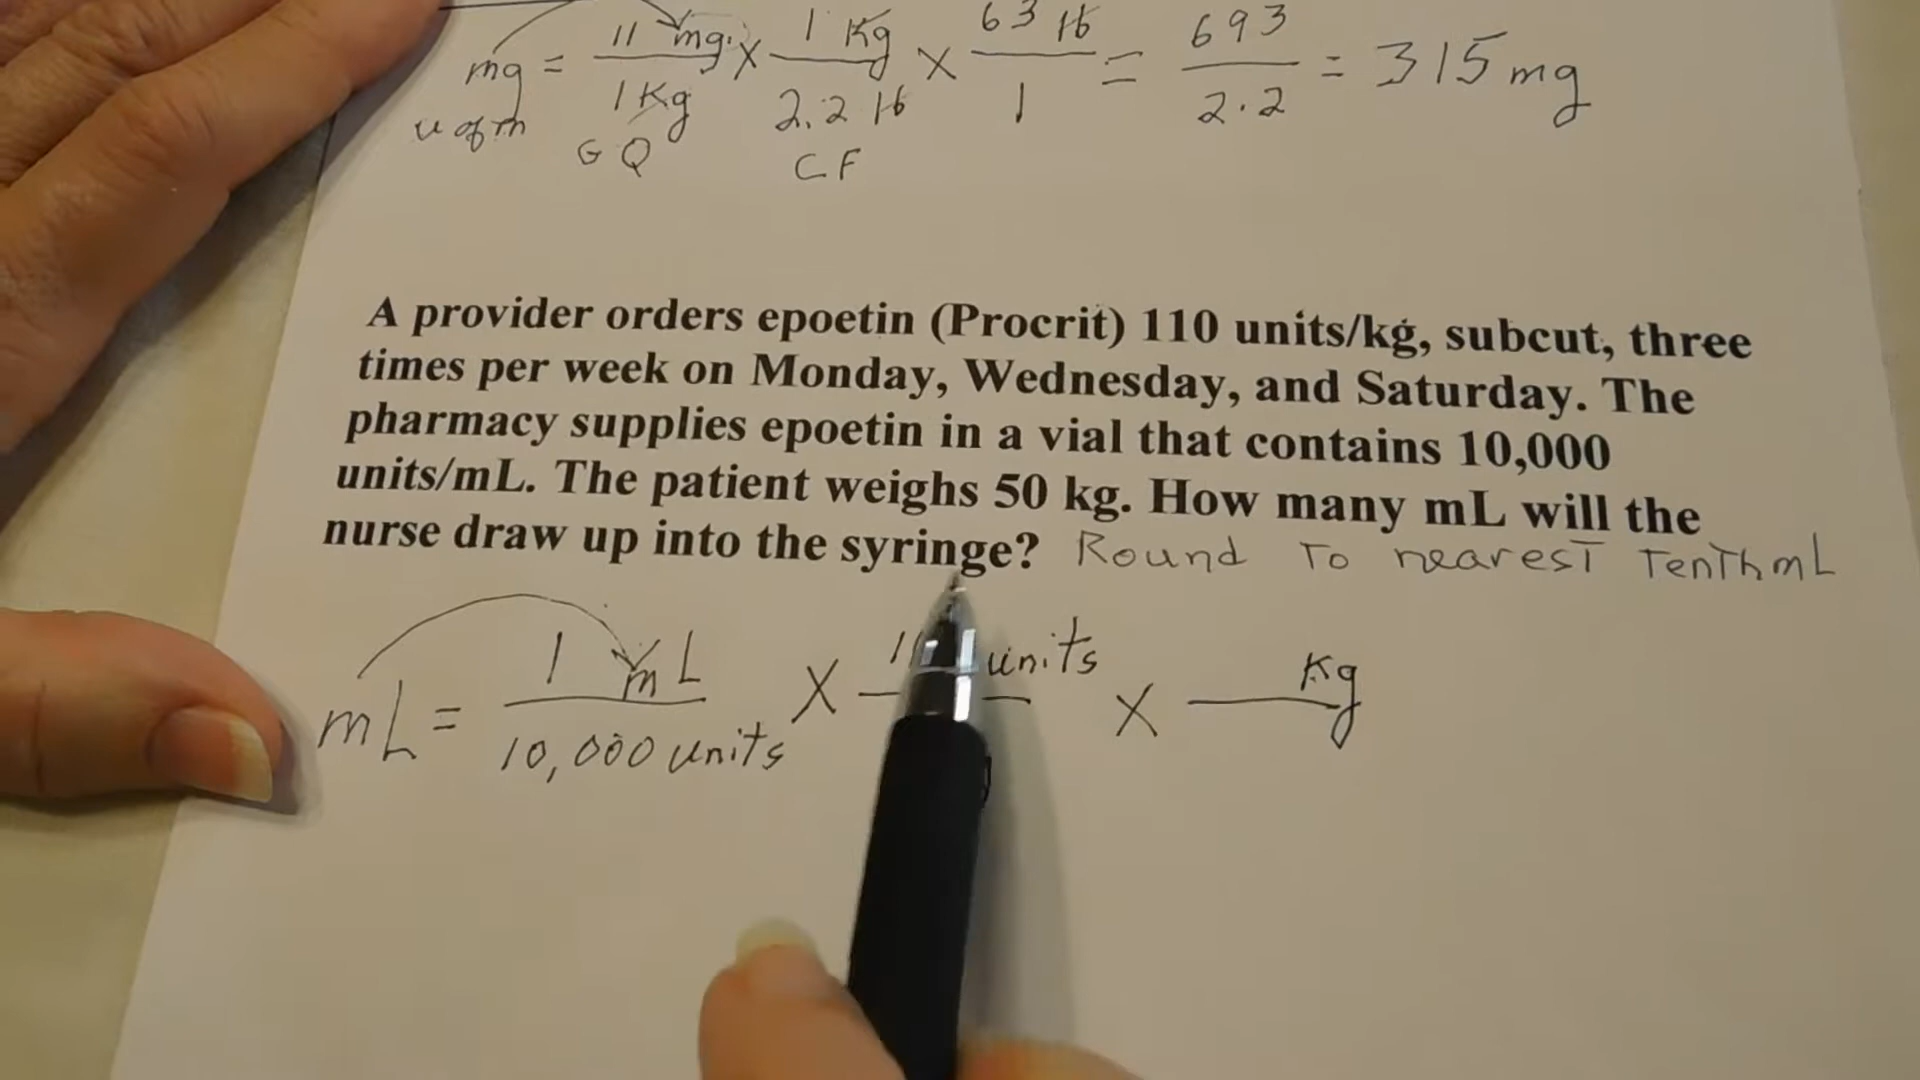 mg = 11 mg. / 1 Kg X 1 Kg / 2.2 lb X 63 lb / 1 = 693 / 2.2 = 315 mg
u of m GQ CF
A provider orders epoetin (Procrit) 110 units/kg, subcut, three
times per week on Monday, Wednesday, and Saturday. The
pharmacy supplies epoetin in a vial that contains 10,000
units/mL. The patient weighs 50 kg. How many mL will the
nurse draw up into the syringe? Round To nearest TenTh mL
mL = 1 mL / 10,000 units X units X Kg